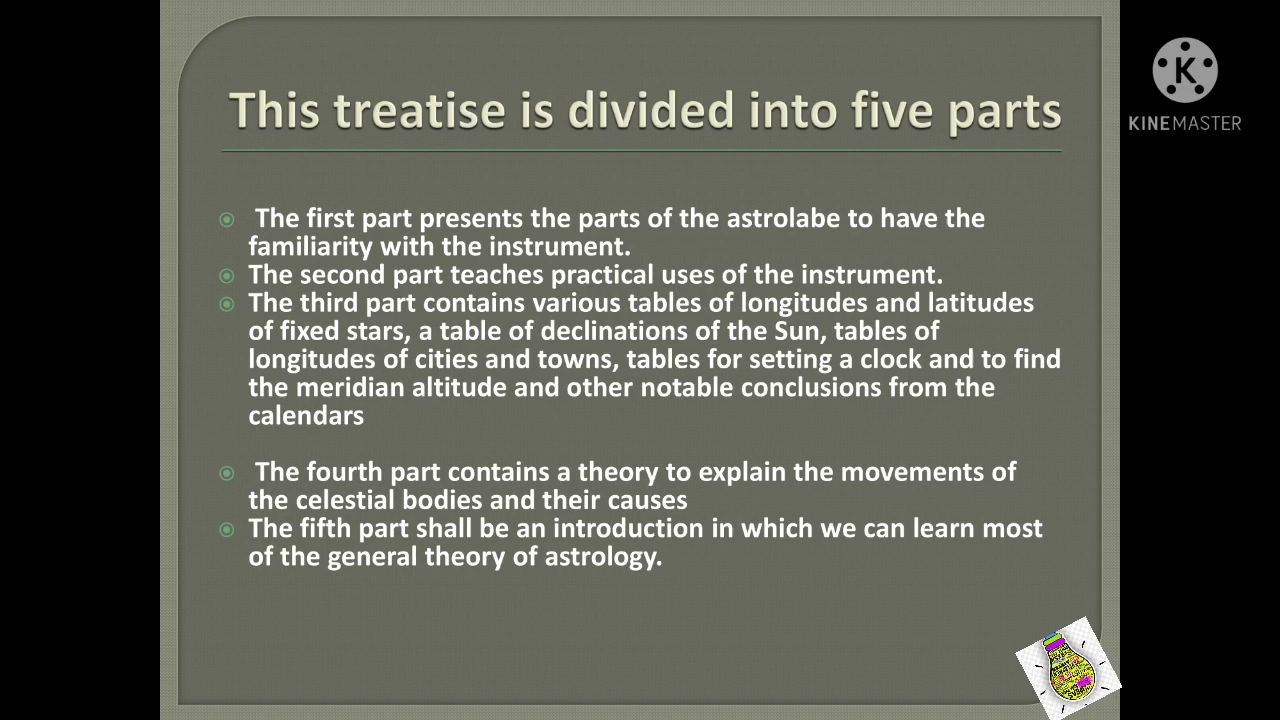 This treatise is divided into five parts
K
KINEMASTER
The first part presents the parts of the astrolabe to have the
familiarity with the instrument.
The second part teaches practical uses of the instrument.
The third part contains various tables of longitudes and latitudes
of fixed stars, a table of declinations of the Sun, tables of
longitudes of cities and towns, tables for setting a clock and to find
the meridian altitude and other notable conclusions from the
calendars
The fourth part contains a theory to explain the movements of
the celestial bodies and their causes
The fifth part shall be an introduction in which we can learn most
of the general theory of astrology.